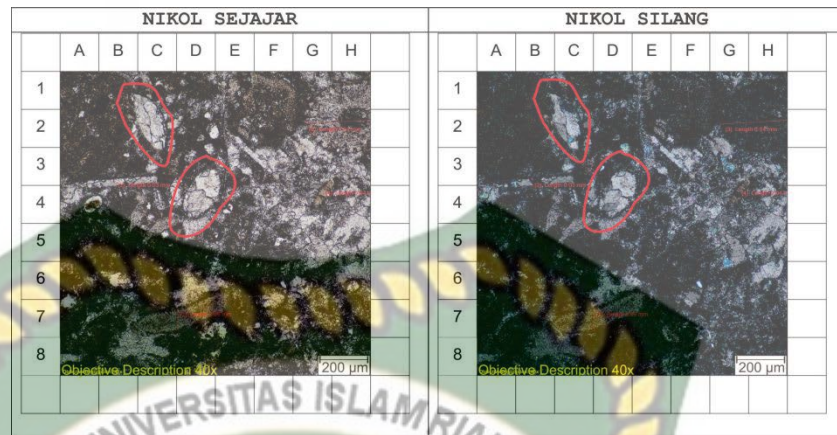 NIKOL SEJAJAR
NIKOL SILANG
A B C D E F G H
A B C D E F G H
1
2
3
4
5
6
7
8
1
2
3
4
5
6
7
8
Objective Description 40x
200 µm
Objective Description 40x
200 µm
UNIVERSITAS ISLAM RIAU